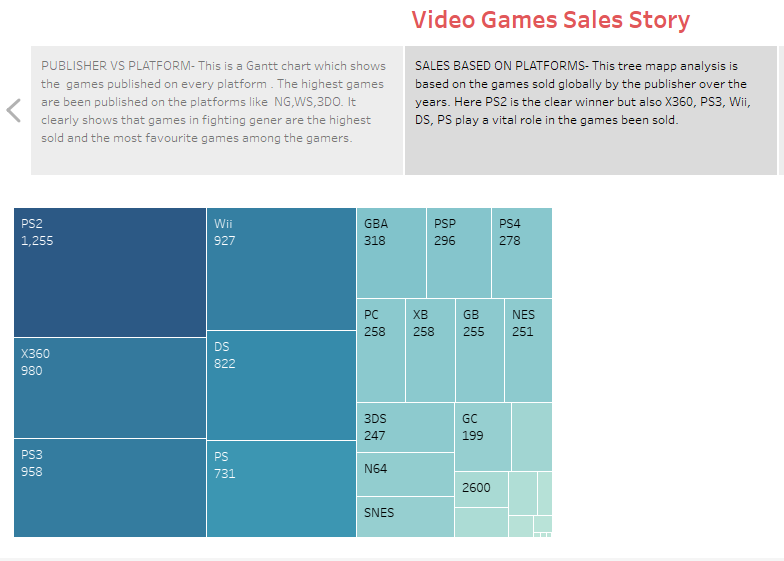 Video Games Sales Story
PUBLISHER VS PLATFORM- This is a Gantt chart which shows
the games published on every platform . The highest games
are been published on the platforms like NG,WS,3DO. It
clearly shows that games in fighting gener are the highest
sold and the most favourite games among the gamers.
SALES BASED ON PLATFORMS- This tree mapp analysis is
based on the games sold globally by the publisher over the
years. Here PS2 is the clear winner but also X360, PS3, Wii,
DS, PS play a vital role in the games been sold.
PS2
1,255
X360
980
PS3
958
Wii
927
DS
822
PS
731
GBA
318
PSP
296
PS4
278
PC
258
XB
258
GB
255
NES
251
3DS
247
N64
SNES
GC
199
2600